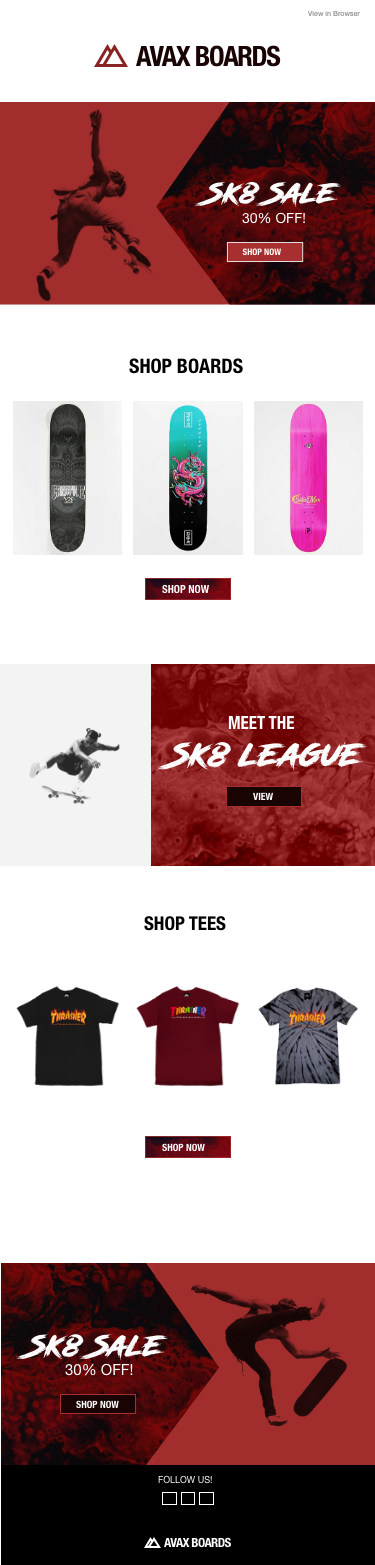 View in Browser
AVAX BOARDS
SK8 SALE
30% OFF!
SHOP NOW
SHOP BOARDS
SHOP NOW
MEET THE
SK8 LEAGUE
VIEW
SHOP TEES
THRASHER
THRASHER
THRASHER
SHOP NOW
SK8 SALE
30% OFF!
SHOP NOW
FOLLOW US!
AVAX BOARDS